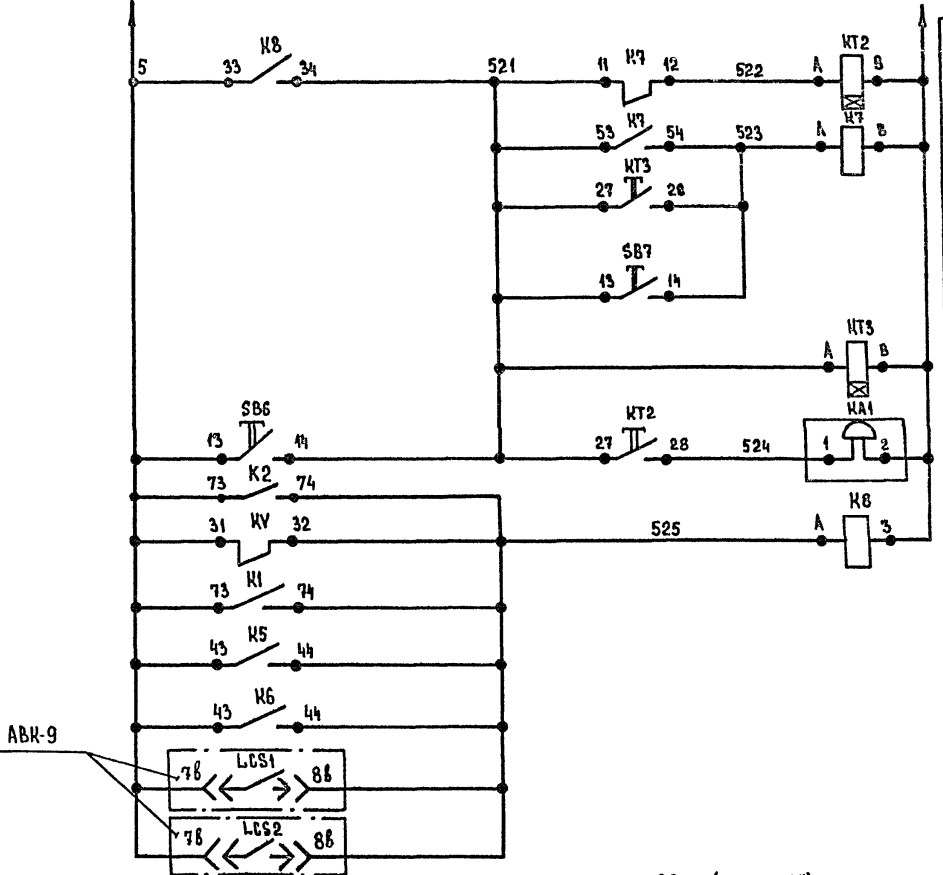 К8 К7 КТ2
5 33 34 521 11 12 522 А В
К7 К7
53 54 523 А В
КТ3
27 28
SB7
13 14
КТ3
А В
SB6 КТ2 КА1
13 14 27 28 524 1 2
К2 К8
73 74
KV
31 32 525 А 3
К1
73 74
К5
43 44
К6
43 44
АВК-9
LCS1
7В 8В
LCS2
7В 8В